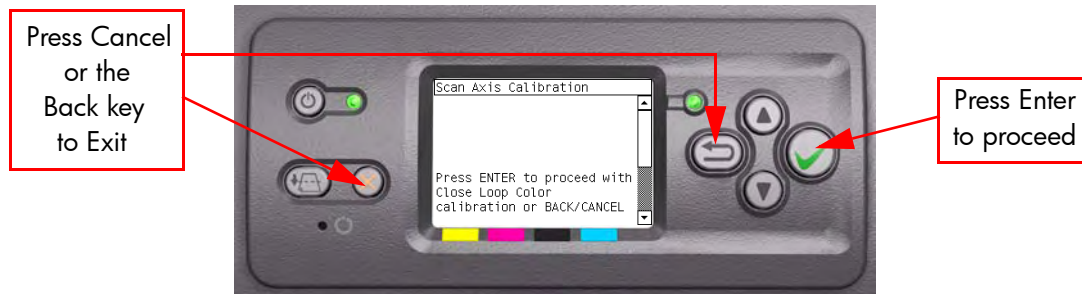 Press Cancel
or the
Back key
to Exit
Scan Axis Calibration
Press ENTER to proceed with
Close Loop Color
calibration or BACK/CANCEL
Press Enter
to proceed